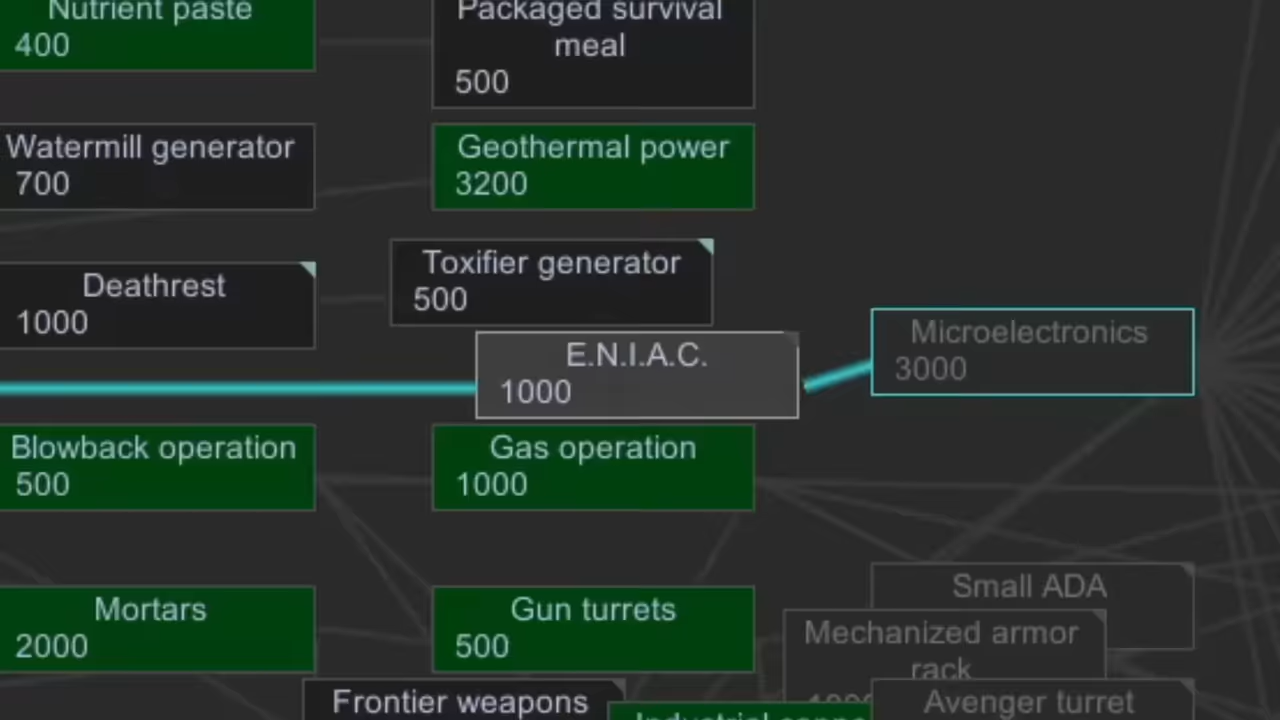 Nutrient paste
400
Packaged survival
meal
500
Watermill generator
700
Geothermal power
3200
Deathrest
1000
Toxifier generator
500
E.N.I.A.C.
1000
Microelectronics
3000
Blowback operation
500
Gas operation
1000
Mortars
2000
Gun turrets
500
Small ADA
Mechanized armor
rack
Frontier weapons
Industrial
Avenger turret